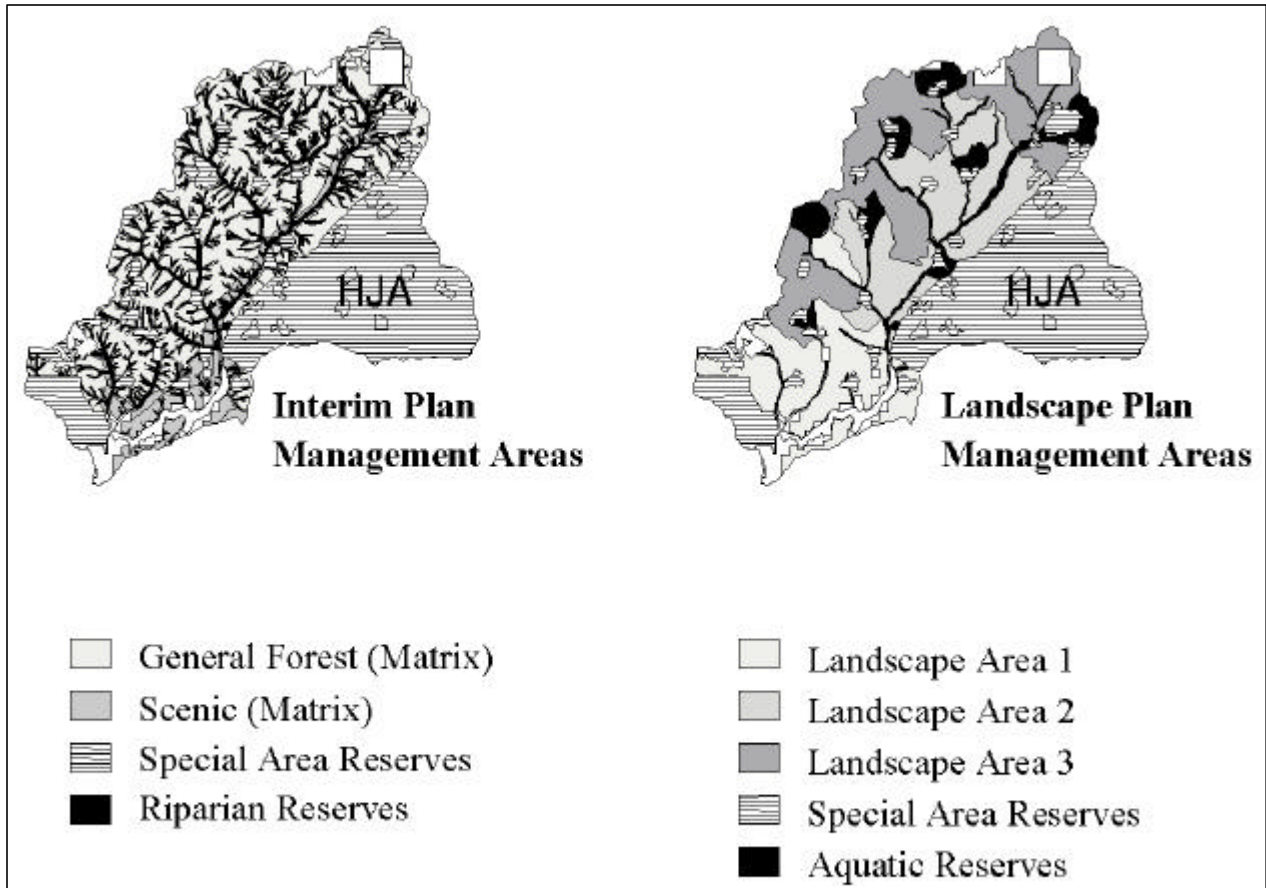 HJA
Interim Plan
Management Areas
General Forest (Matrix)
Scenic (Matrix)
Special Area Reserves
Riparian Reserves
HJA
Landscape Plan
Management Areas
Landscape Area 1
Landscape Area 2
Landscape Area 3
Special Area Reserves
Aquatic Reserves